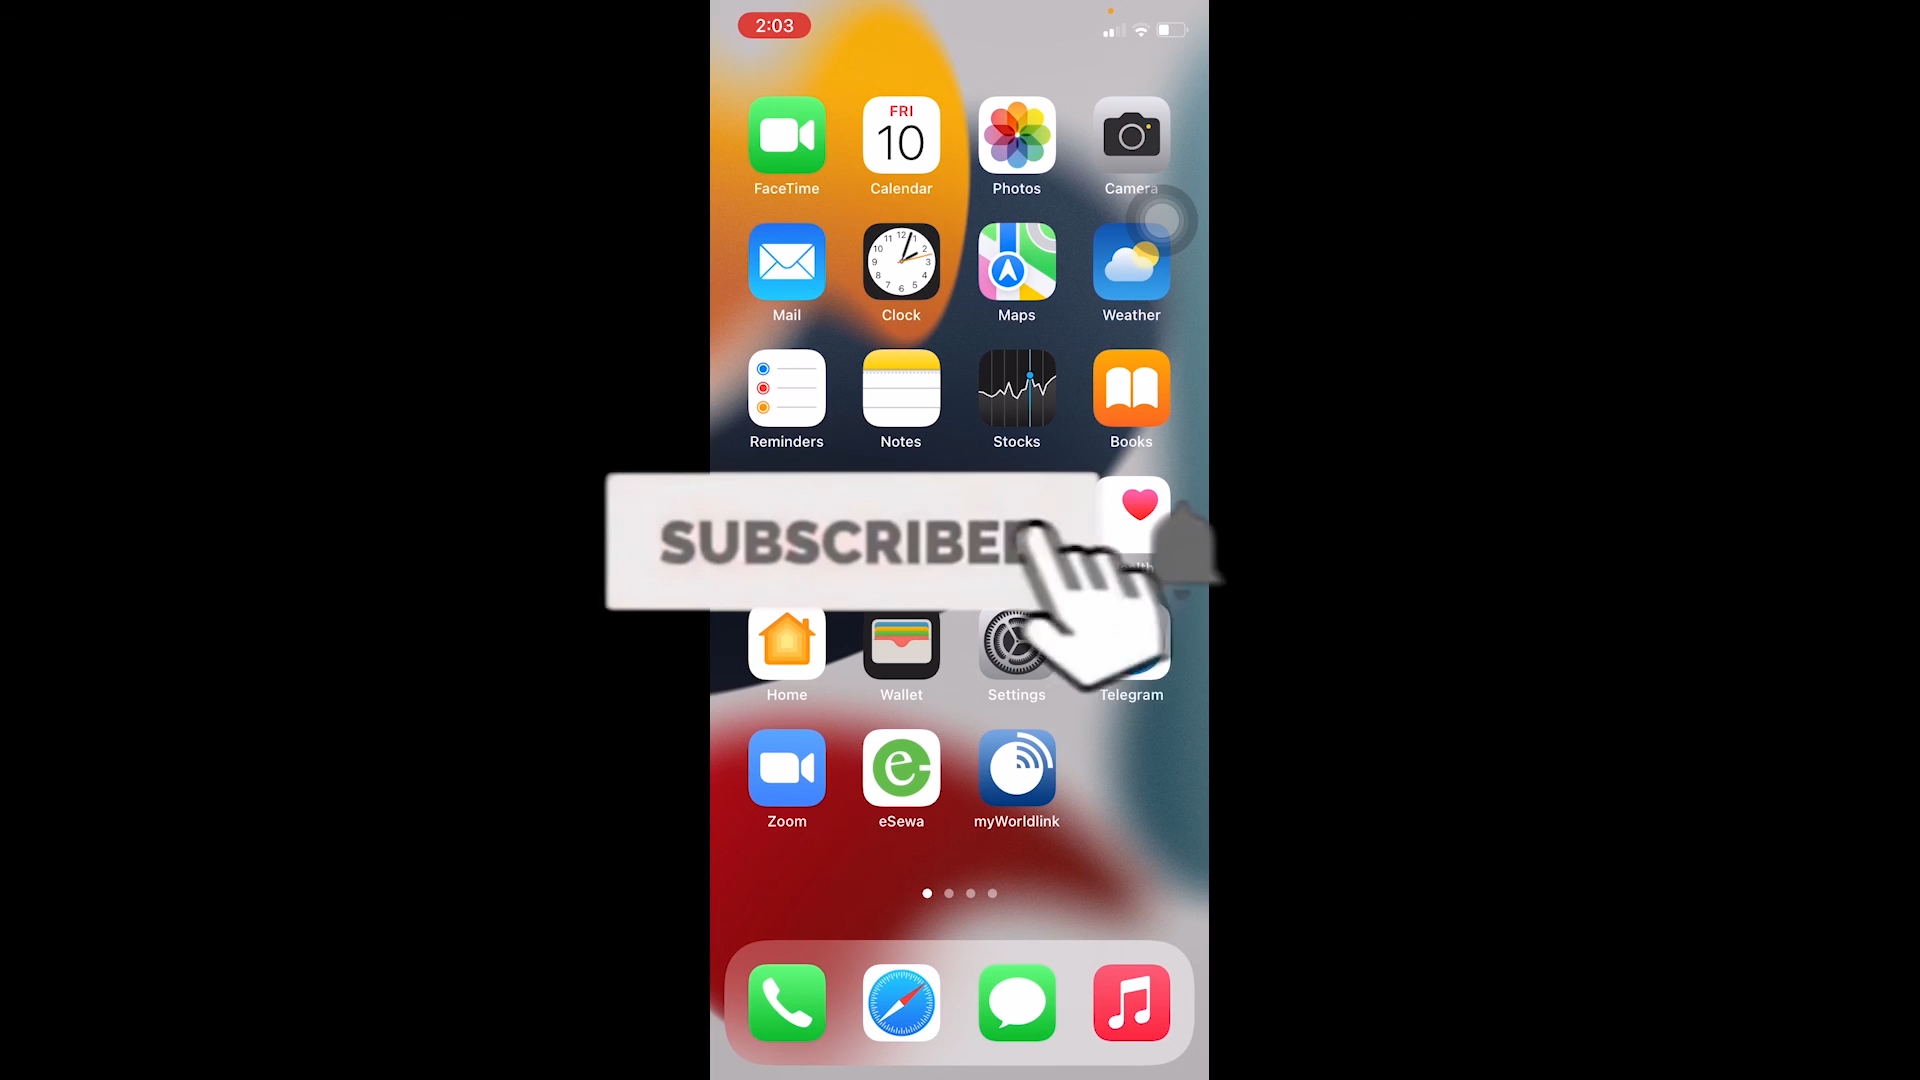 2:03
FRI
10
FaceTime
Calendar
Photos
Camera
Mail
Clock
Maps
Weather
Reminders
Notes
Stocks
Books
SUBSCRIBED
Home
Wallet
Settings
Telegram
Zoom
eSewa
myWorldlink